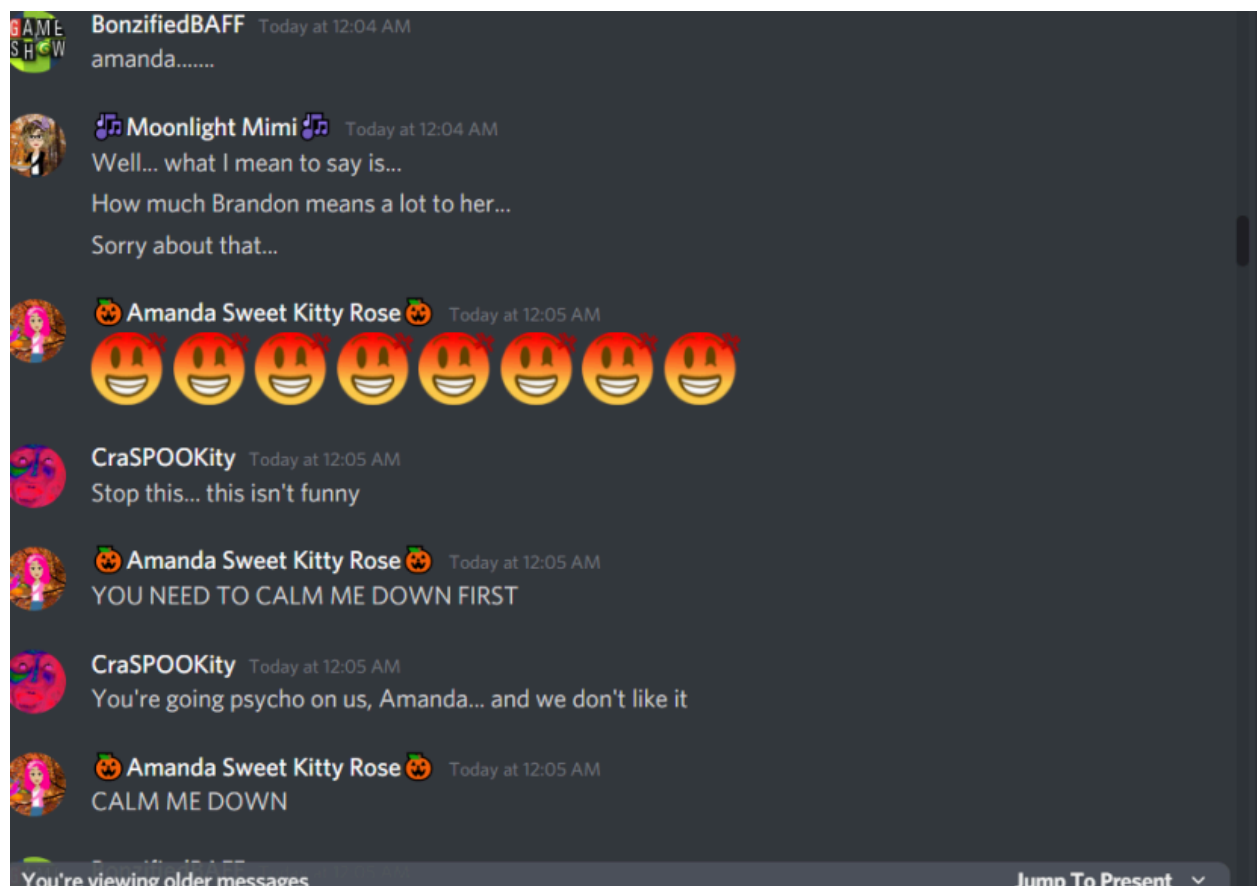 GAME
SHOW
BonzifiedBAFF Today at 12:04 AM
amanda.......
Moonlight Mimi Today at 12:04 AM
Well... what I mean to say is...
How much Brandon means a lot to her...
Sorry about that...
Amanda Sweet Kitty Rose Today at 12:05 AM
CraSPOOKity Today at 12:05 AM
Stop this... this isn't funny
Amanda Sweet Kitty Rose Today at 12:05 AM
YOU NEED TO CALM ME DOWN FIRST
CraSPOOKity Today at 12:05 AM
You're going psycho on us, Amanda... and we don't like it
Amanda Sweet Kitty Rose Today at 12:05 AM
CALM ME DOWN
BonzifiedBAFF
You're viewing older messages Jump To Present